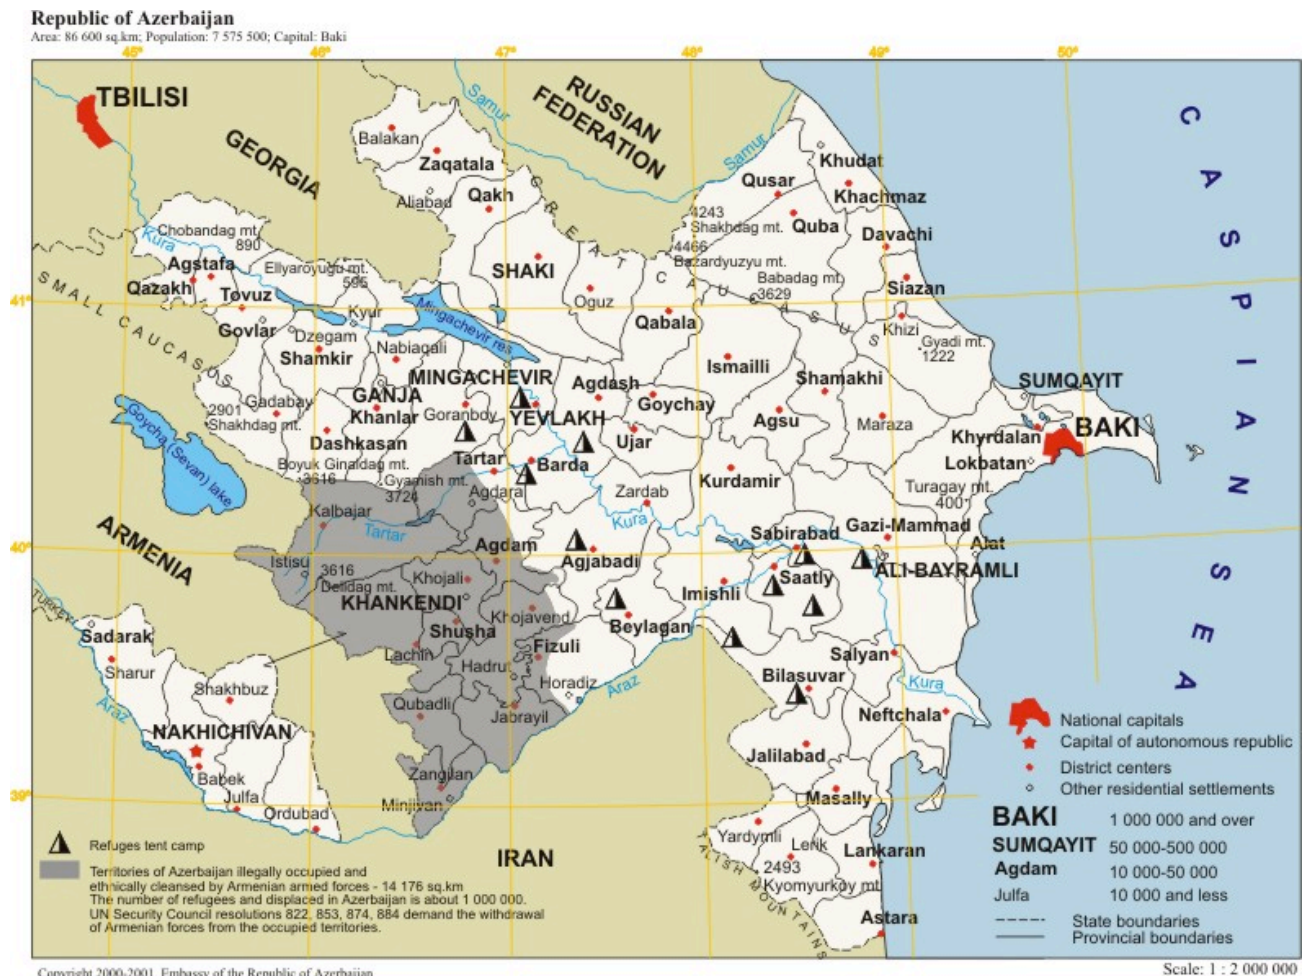 Republic of Azerbaijan
Area: 86 600 sq.km; Population: 7 575 500; Capital: Baki
45°
46°
47°
48°
49°
50°
TBILISI
GEORGIA
RUSSIAN
FEDERATION
Samur
Samur
CASPIAN SEA
Balakan
Zaqatala
Aliabad
Qakh
GREAT CAUCASUS
Khudat
Qusar
Khachmaz
4243
Shakhdag mt.
Quba
4466
Bazardyuzyu mt.
Davachi
Babadag mt.
3629
Siazan
Chobandag mt.
890
Kura
Agstafa
Ellyaroyugu mt.
595
Qazakh
Tovuz
SHAKI
Oguz
41°
SMALL CAUCASUS
Govlar
Kyur
Mingachevir res.
Qabala
Khizi
Gyadi mt.
1222
Dzegam
Shamkir
Nabiaqali
Ismailli
MINGACHEVIR
Agdash
Shamakhi
SUMQAYIT
GANJA
Gadabay
Khanlar
Goranboy
YEVLAKH
Goychay
Agsu
Maraza
BAKI
2901
Shakhdag mt.
Goycha (Sevan) lake
Dashkasan
Ujar
Khyrdalan
Lokbatan
Boyuk Ginaldag mt.
3616
Tartar
Barda
Gyamish mt.
3724
Agdara
Kurdamir
Zardab
Turagay mt.
400
Kalbajar
Tartar
Kura
ARMENIA
Sabirabad
Gazi-Mammad
40°
Agdam
Agjabadi
Alat
Istisu
3616
Delidag mt.
Khojali
Saatly
ALI-BAYRAMLI
KHANKENDI
Imishli
TURKEY
Khojavend
Beylagan
Sadarak
Shusha
Fizuli
Sharur
Lachin
Hadrut
Salyan
Shakhbuz
Horadiz
Araz
Bilasuvar
Kura
Araz
Qubadli
Jabrayil
Neftchala
NAKHICHIVAN
Babek
Jalilabad
Zangilan
39°
Julfa
Minjivan
Masally
Ordubad
Yardymli
Lerik
Lankaran
IRAN
2493
Kyomyurkoy mt.
TALISH MOUNTAINS
Astara
Refuges tent camp
Territories of Azerbaijan illegally occupied and
ethnically cleansed by Armenian armed forces - 14 176 sq.km
The number of refugees and displaced in Azerbaijan is about 1 000 000.
UN Security Council resolutions 822, 853, 874, 884 demand the withdrawal
of Armenian forces from the occupied territories.
National capitals
Capital of autonomous republic
District centers
Other residential settlements
BAKI 1 000 000 and over
SUMQAYIT 50 000-500 000
Agdam 10 000-50 000
Julfa 10 000 and less
State boundaries
Provincial boundaries
Copyright 2000-2001, Embassy of the Republic of Azerbaijan
Scale: 1 : 2 000 000